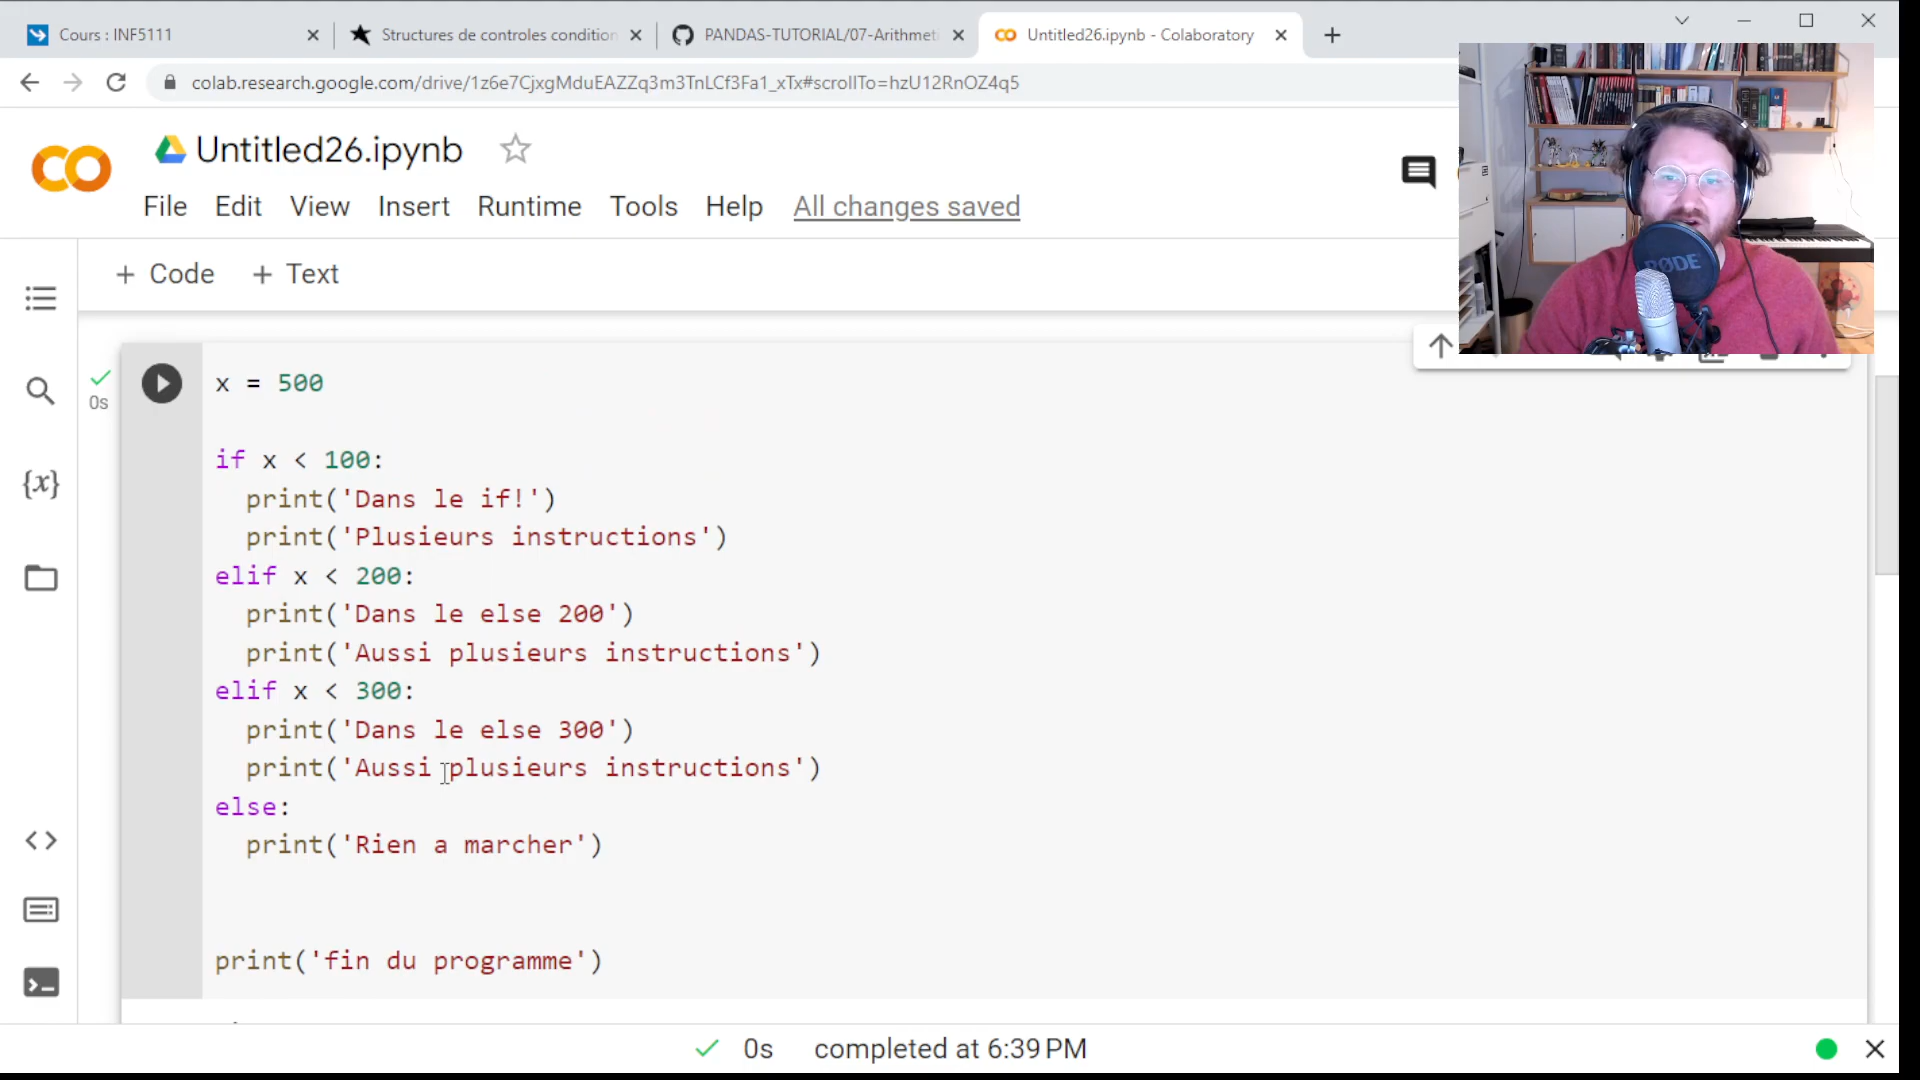 Cours : INF5111
Structures de controles condition
PANDAS-TUTORIAL/07-Arithmeti
Untitled26.ipynb - Colaboratory
colab.research.google.com/drive/1z6e7CjxgMduEAZZq3m3TnLCf3Fa1_xTx#scrollTo=hzU12RnOZ4q5
Untitled26.ipynb
File Edit View Insert Runtime Tools Help All changes saved
+ Code + Text
RØDE
0s
x = 500
if x < 100:
print('Dans le if!')
print('Plusieurs instructions')
elif x < 200:
print('Dans le else 200')
print('Aussi plusieurs instructions')
elif x < 300:
print('Dans le else 300')
print('Aussi plusieurs instructions')
else:
print('Rien a marcher')
print('fin du programme')
{x}
0s completed at 6:39 PM